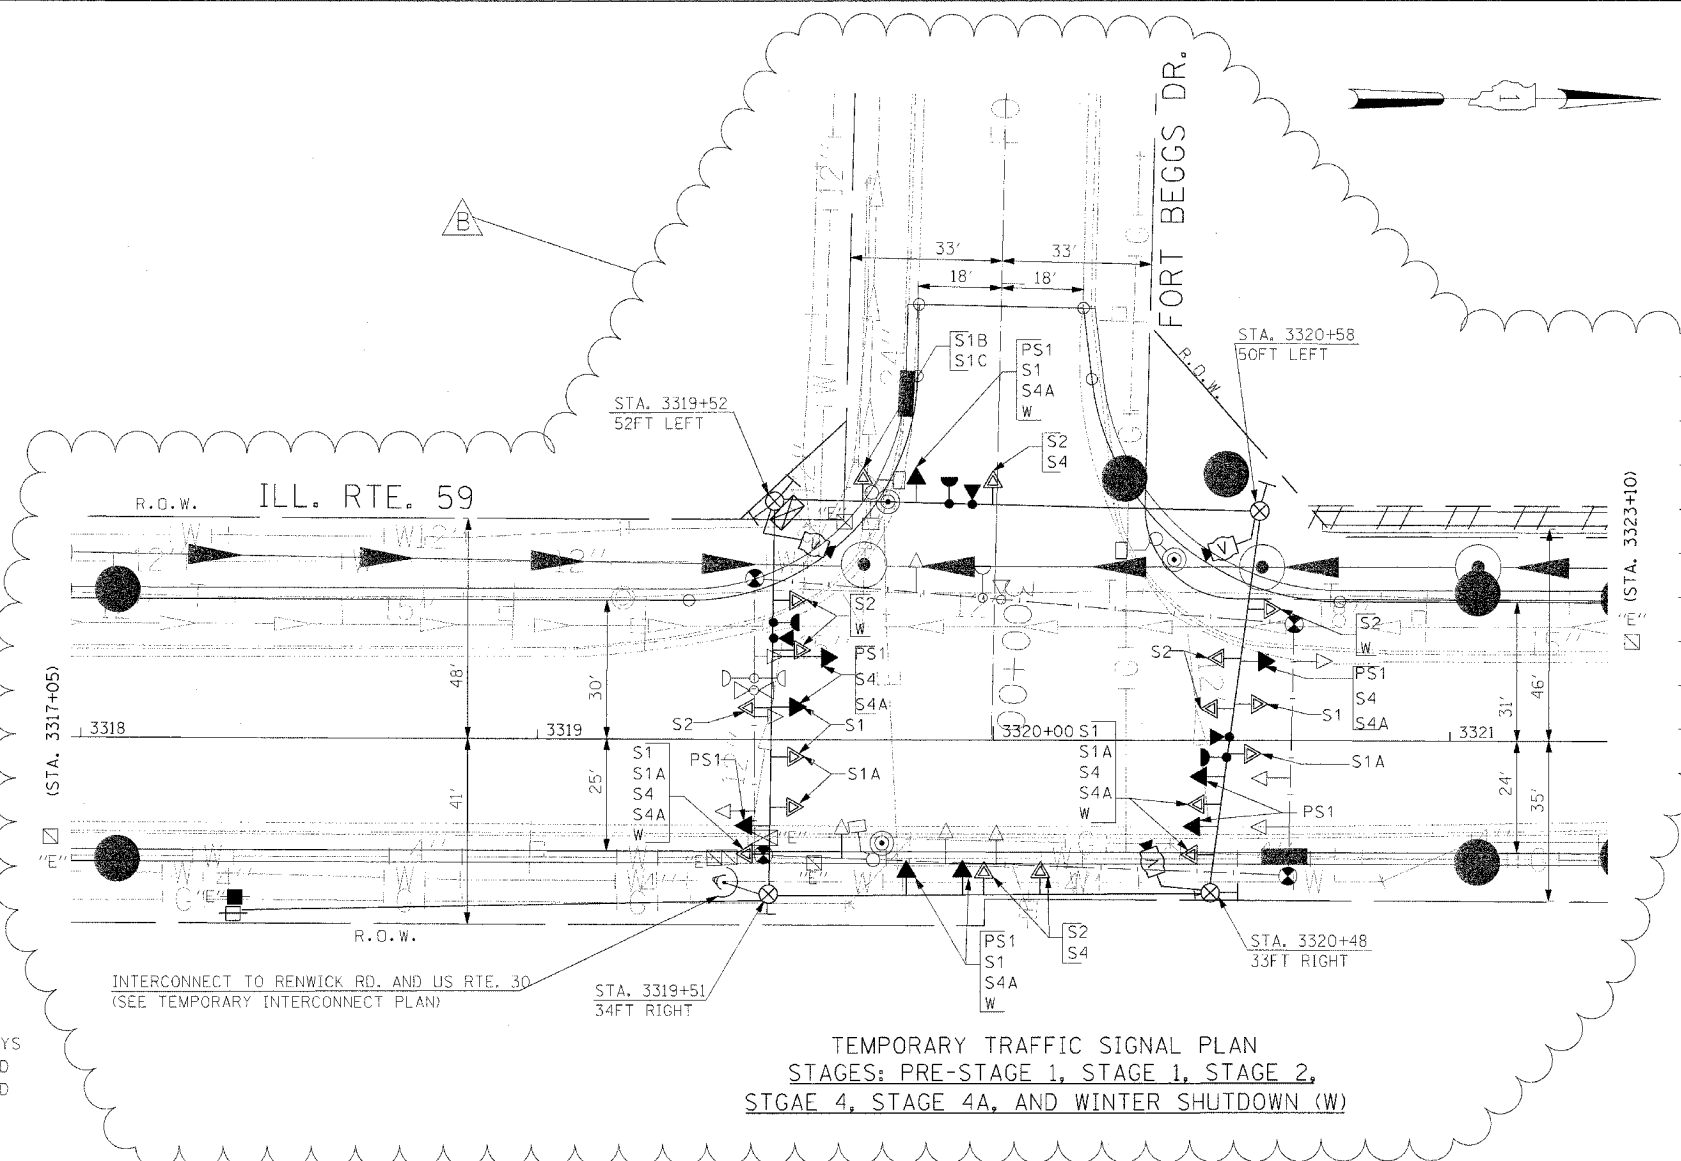 FORT BEGGS DR.
1
B
33'
33'
18'
18'
S1B
S1C
PS1
S1
S4A
W
S2
S4
STA. 3320+58
50FT LEFT
R.O.W.
STA. 3319+52
52FT LEFT
R.O.W.
ILL. RTE. 59
12"
W
W12"
12"
12"
"E"
(STA. 3317+05)
(STA. 3323+10)
"E"
48'
30'
41'
25'
S2
W
PS1
S4
S4A
S1
S2
S1A
PS1
S1
S1A
S4
S4A
W
3318
3319
3320+00
3321
S1
S1A
S4
S4A
W
PS1
S2
S2
W
PS1
S4
S4A
S1
S1A
31'
46'
24'
35'
"E"
"E"
"E"
R.O.W.
PS1
S1
S4A
W
S2
S4
STA. 3320+48
33FT RIGHT
INTERCONNECT TO RENWICK RD. AND US RTE. 30
(SEE TEMPORARY INTERCONNECT PLAN)
STA. 3319+51
34FT RIGHT
YS
D
D
TEMPORARY TRAFFIC SIGNAL PLAN
STAGES: PRE-STAGE 1, STAGE 1, STAGE 2,
STGAE 4, STAGE 4A, AND WINTER SHUTDOWN (W)